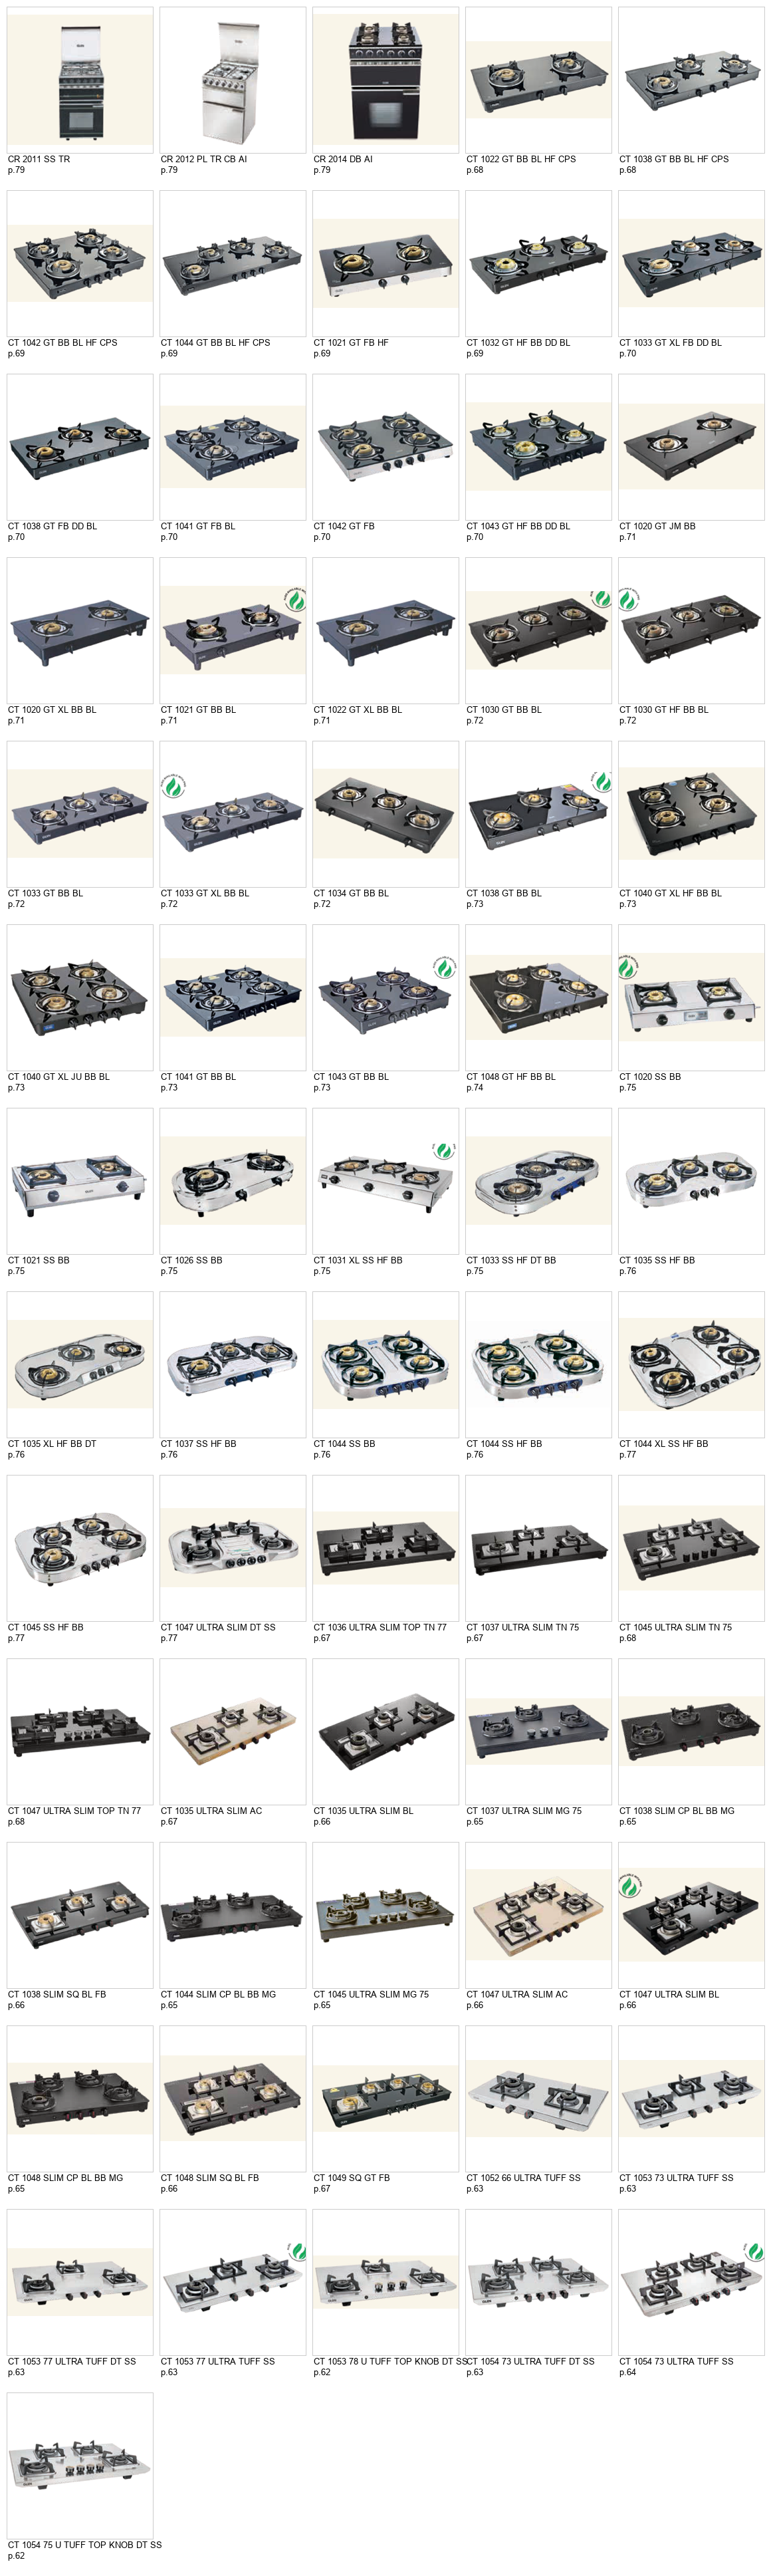 CR 2011 SS TR
p.79
CR 2012 PL TR CB AI
p.79
CR 2014 DB AI
p.79
CT 1022 GT BB BL HF CPS
p.68
CT 1038 GT BB BL HF CPS
p.68
CT 1042 GT BB BL HF CPS
p.69
CT 1044 GT BB BL HF CPS
p.69
CT 1021 GT FB HF
p.69
CT 1032 GT HF BB DD BL
p.69
CT 1033 GT XL FB DD BL
p.70
CT 1038 GT FB DD BL
p.70
CT 1041 GT FB BL
p.70
CT 1042 GT FB
p.70
CT 1043 GT HF BB DD BL
p.70
CT 1020 GT JM BB
p.71
CT 1020 GT XL BB BL
p.71
CT 1021 GT BB BL
p.71
CT 1022 GT XL BB BL
p.71
CT 1030 GT BB BL
p.72
CT 1030 GT HF BB BL
p.72
CT 1033 GT BB BL
p.72
CT 1033 GT XL BB BL
p.72
CT 1034 GT BB BL
p.72
CT 1038 GT BB BL
p.73
CT 1040 GT XL HF BB BL
p.73
CT 1040 GT XL JU BB BL
p.73
CT 1041 GT BB BL
p.73
CT 1043 GT BB BL
p.73
CT 1048 GT HF BB BL
p.74
CT 1020 SS BB
p.75
CT 1021 SS BB
p.75
CT 1026 SS BB
p.75
CT 1031 XL SS HF BB
p.75
CT 1033 SS HF DT BB
p.75
CT 1035 SS HF BB
p.76
CT 1035 XL HF BB DT
p.76
CT 1037 SS HF BB
p.76
CT 1044 SS BB
p.76
CT 1044 SS HF BB
p.76
CT 1044 XL SS HF BB
p.77
CT 1045 SS HF BB
p.77
CT 1047 ULTRA SLIM DT SS
p.77
CT 1036 ULTRA SLIM TOP TN 77
p.67
CT 1037 ULTRA SLIM TN 75
p.67
CT 1045 ULTRA SLIM TN 75
p.68
CT 1047 ULTRA SLIM TOP TN 77
p.68
CT 1035 ULTRA SLIM AC
p.67
CT 1035 ULTRA SLIM BL
p.66
CT 1037 ULTRA SLIM MG 75
p.65
CT 1038 SLIM CP BL BB MG
p.65
CT 1038 SLIM SQ BL FB
p.66
CT 1044 SLIM CP BL BB MG
p.65
CT 1045 ULTRA SLIM MG 75
p.65
CT 1047 ULTRA SLIM AC
p.66
CT 1047 ULTRA SLIM BL
p.66
CT 1048 SLIM CP BL BB MG
p.65
CT 1048 SLIM SQ BL FB
p.66
CT 1049 SQ GT FB
p.67
CT 1052 66 ULTRA TUFF SS
p.63
CT 1053 73 ULTRA TUFF SS
p.63
CT 1053 77 ULTRA TUFF DT SS
p.63
CT 1053 77 ULTRA TUFF SS
p.63
CT 1053 78 U TUFF TOP KNOB DT SS
p.62
CT 1054 73 ULTRA TUFF DT SS
p.63
CT 1054 73 ULTRA TUFF SS
p.64
CT 1054 75 U TUFF TOP KNOB DT SS
p.62